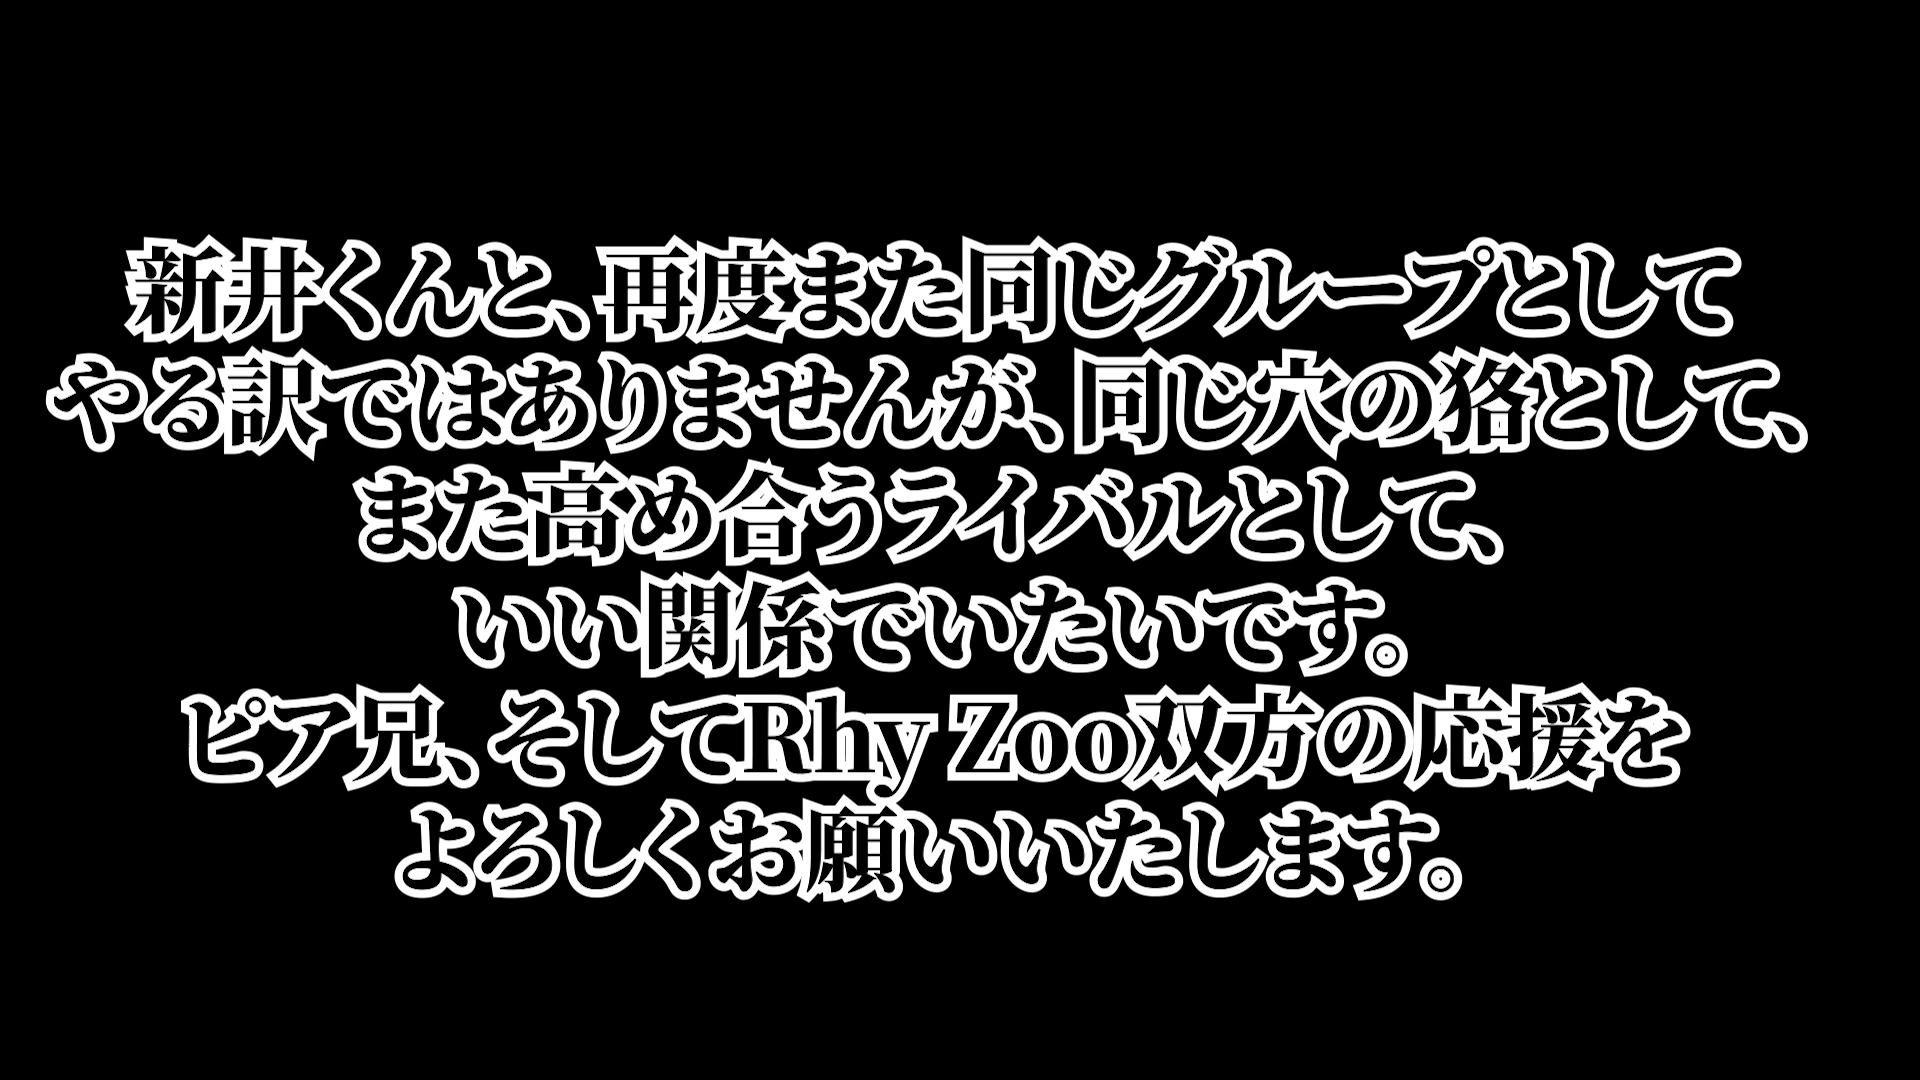 新井くんと、再度また同じグループとして
やる訳ではありませんが、同じ穴の狢として、
また高め合うライバルとして、
いい関係でいたいです。
ピア兄、そしてRhy Zoo双方の応援を
よろしくお願いいたします。